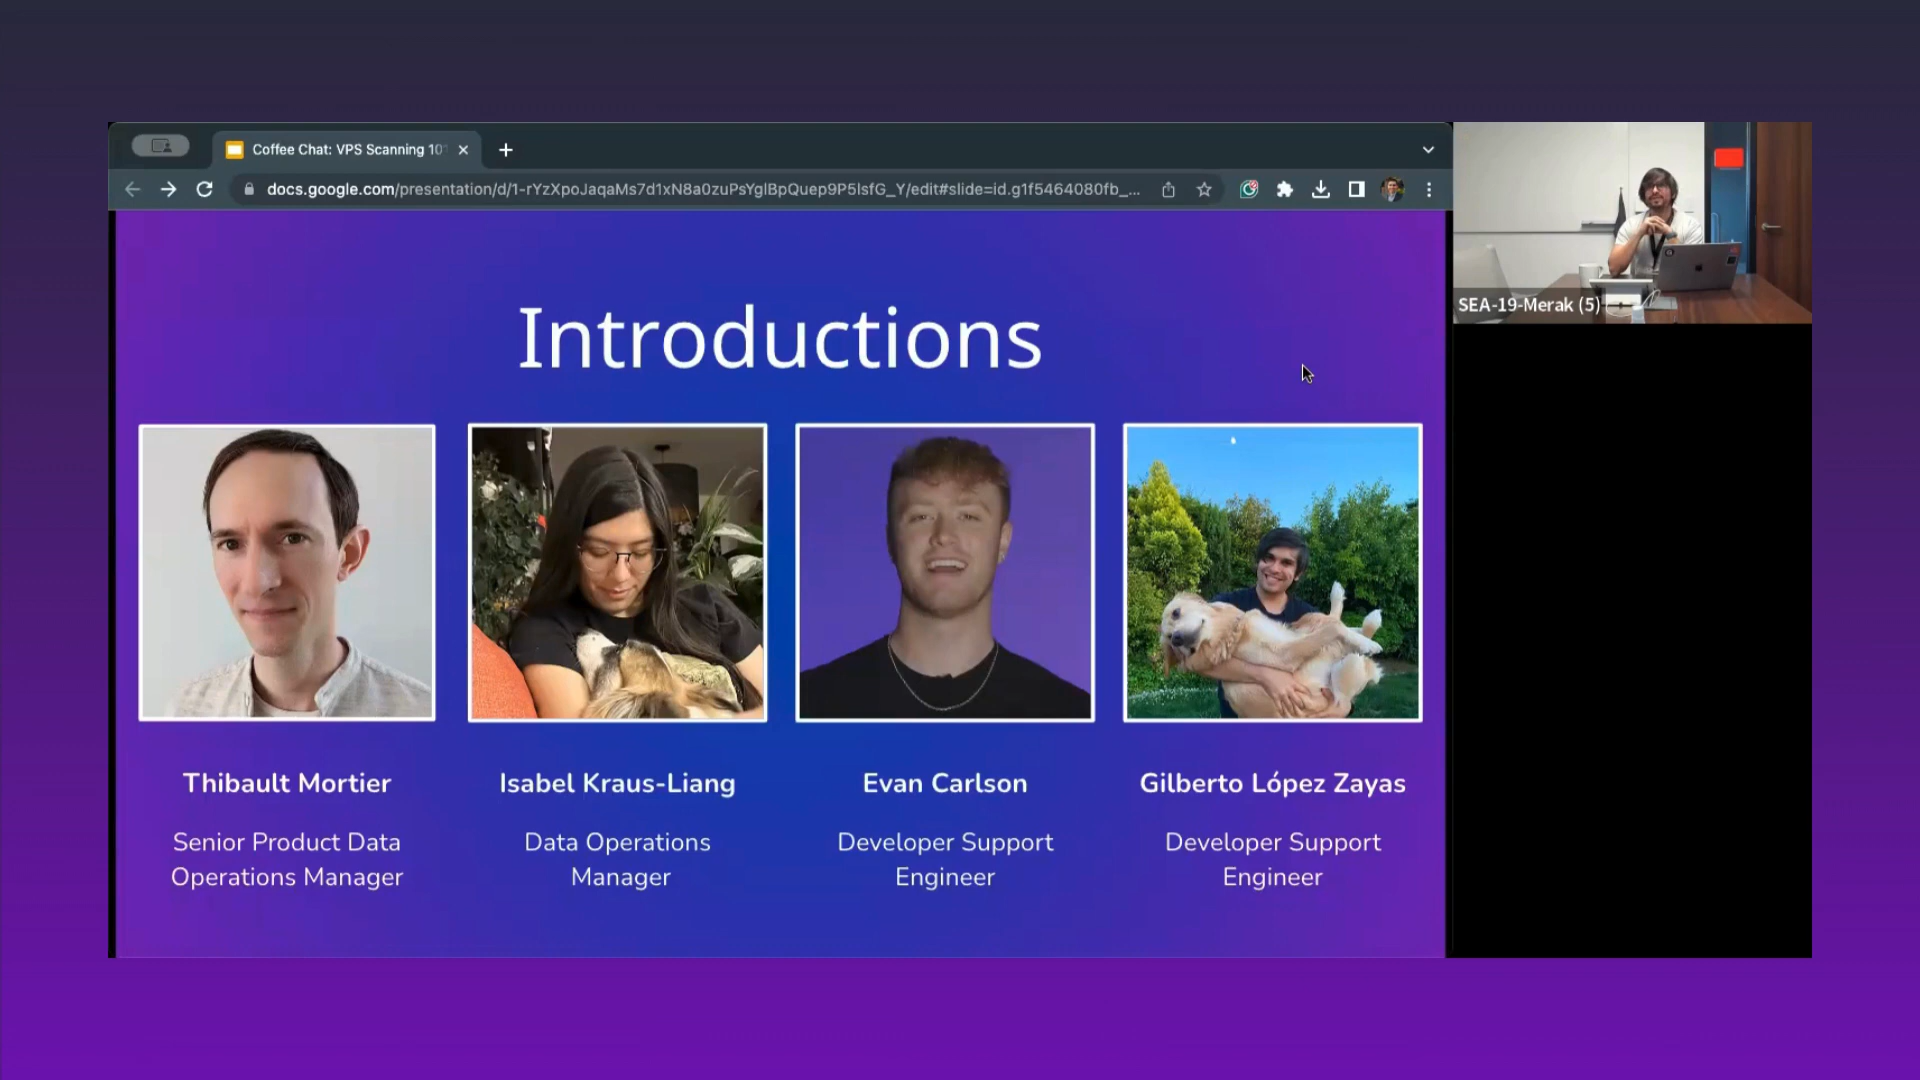 Coffee Chat: VPS Scanning 10
docs.google.com/presentation/d/1-rYzXpoJaqaMs7d1xN8a0zuPsYglBpQuep9P5lsfG_Y/edit#slide=id.g1f5464080fb_...
SEA-19-Merak (5)
Introductions
Thibault Mortier
Senior Product Data
Operations Manager
Isabel Kraus-Liang
Data Operations
Manager
Evan Carlson
Developer Support
Engineer
Gilberto López Zayas
Developer Support
Engineer